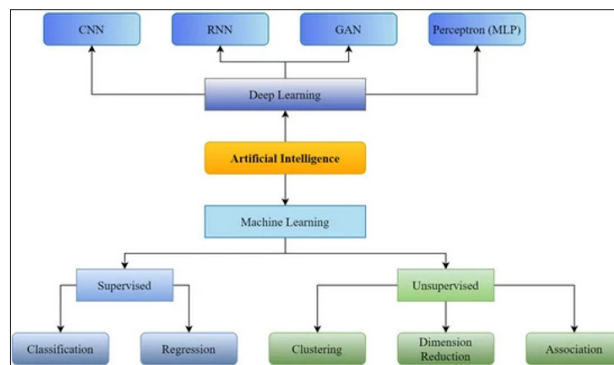 CNN
RNN
GAN
Perceptron (MLP)
Deep Learning
Artificial Intelligence
Machine Learning
Supervised
Unsupervised
Classification
Regression
Clustering
Dimension
Reduction
Association